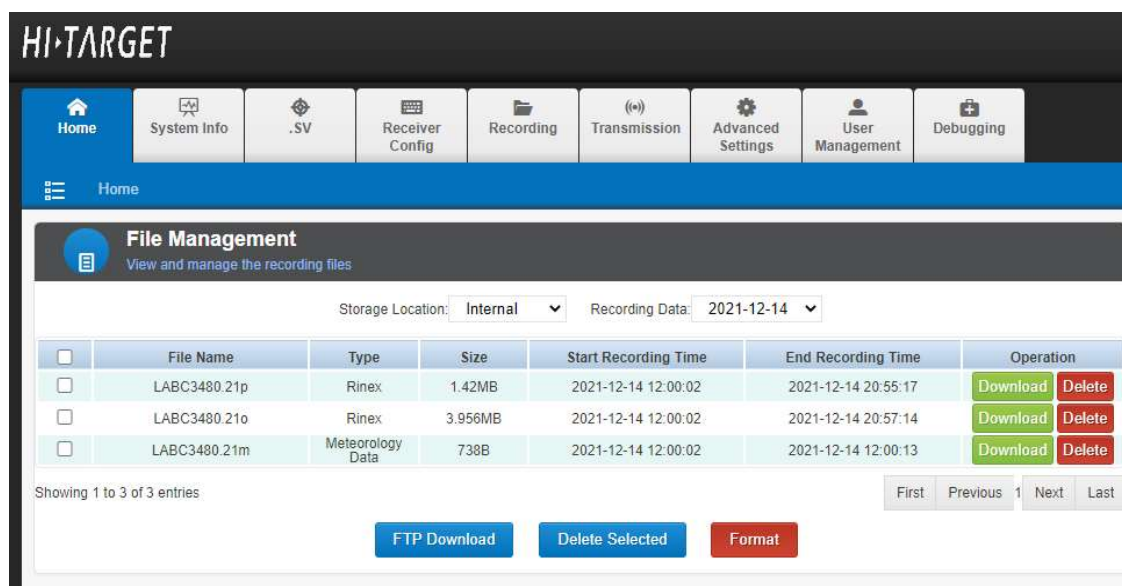 HI·TARGET
Home System Info .SV Receiver Config Recording Transmission Advanced Settings User Management Debugging
Home
File Management
View and manage the recording files
Storage Location: Internal Recording Data: 2021-12-14
File Name Type Size Start Recording Time End Recording Time Operation
LABC3480.21p Rinex 1.42MB 2021-12-14 12:00:02 2021-12-14 20:55:17 Download Delete
LABC3480.21o Rinex 3.956MB 2021-12-14 12:00:02 2021-12-14 20:57:14 Download Delete
LABC3480.21m Meteorology Data 738B 2021-12-14 12:00:02 2021-12-14 12:00:13 Download Delete
Showing 1 to 3 of 3 entries First Previous 1 Next Last
FTP Download Delete Selected Format